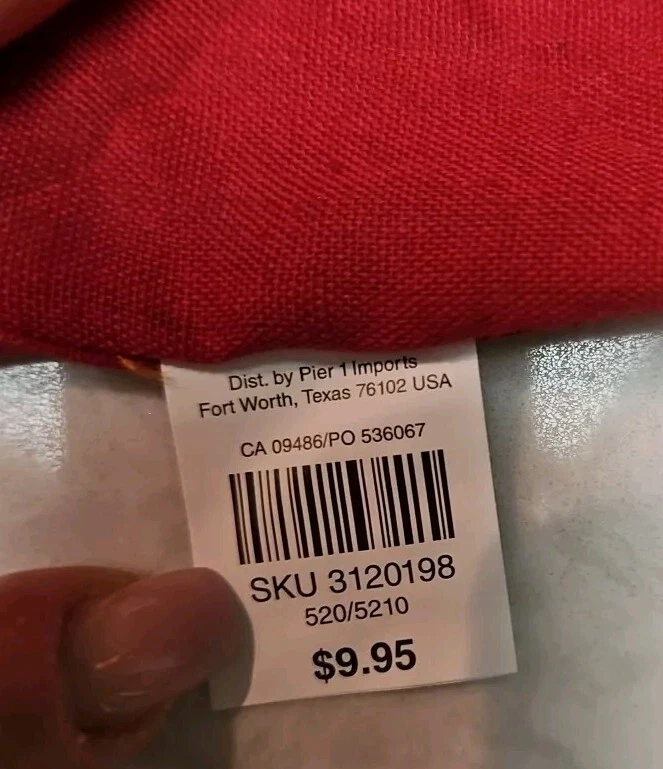 Dist. by Pier 1 Imports
Fort Worth, Texas 76102 USA
CA 09486/PO 536067
SKU 3120198
520/5210
$9.95